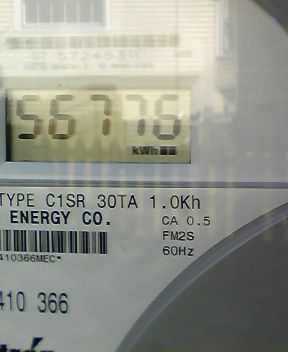 56776
kWh
TYPE C1SR 30TA 1.0Kh
ENERGY CO.
CA 0.5
FM2S
410366MEC*
60Hz
410 366